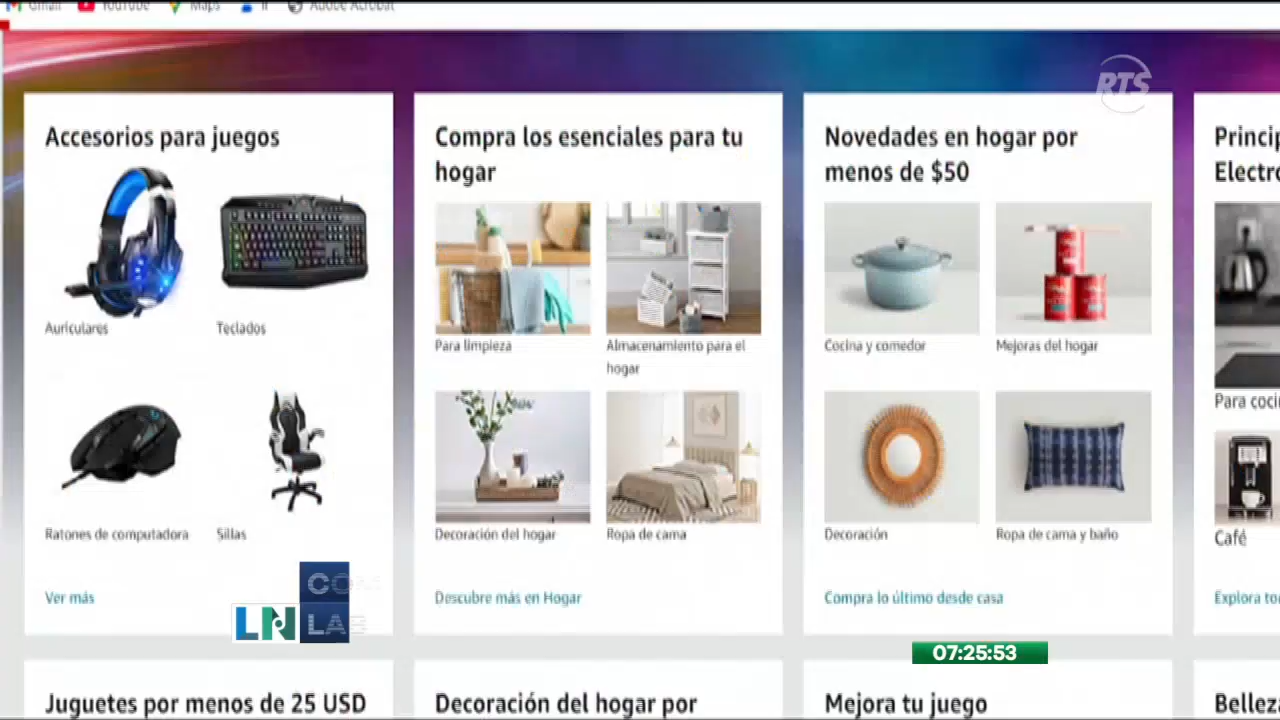 Gmail
YouTube
Maps
Adobe Acrobat
RTS
Accesorios para juegos
Auriculares
Teclados
Ratones de computadora
Sillas
Ver más
Compra los esenciales para tu
hogar
Para limpieza
Almacenamiento para el
hogar
Decoración del hogar
Ropa de cama
Descubre más en Hogar
Novedades en hogar por
menos de $50
Cocina y comedor
Mejoras del hogar
Decoración
Ropa de cama y baño
Compra lo último desde casa
Para
Café
Explora
LN
07:25:53
Juguetes por menos de 25 USD
Decoración del hogar por
Mejora tu juego